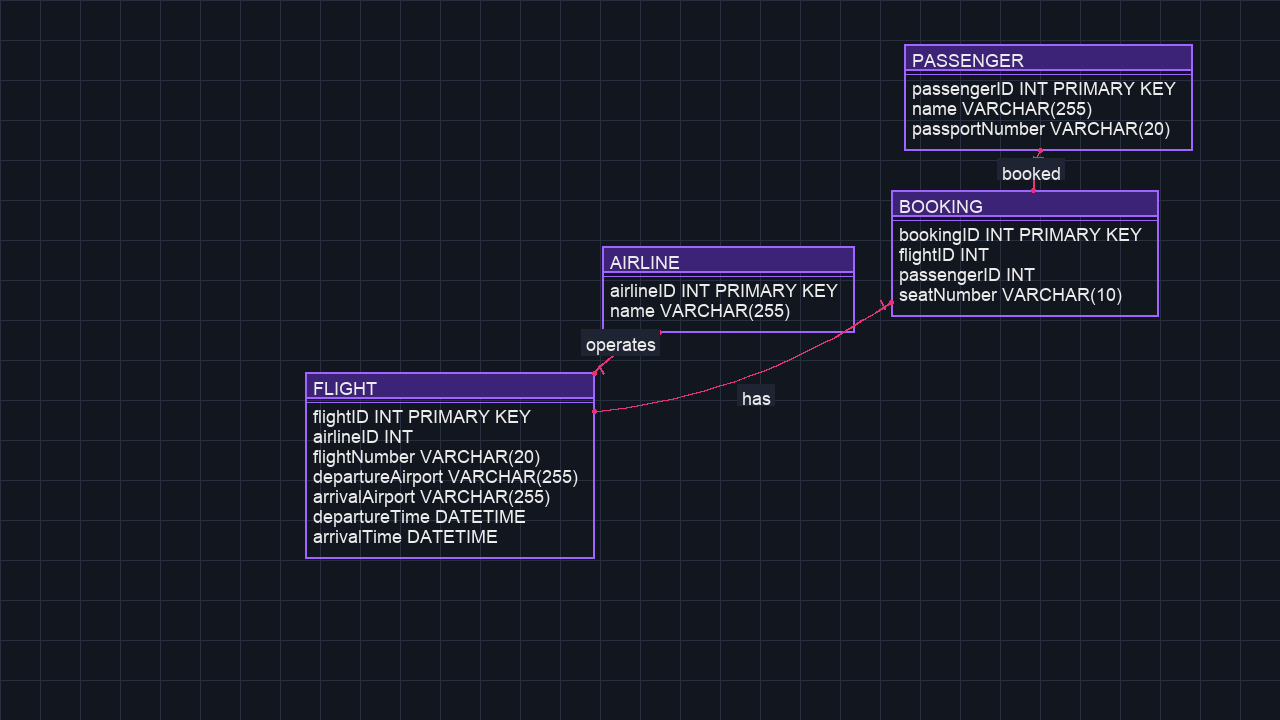 PASSENGER
passengerID INT PRIMARY KEY
name VARCHAR(255)
passportNumber VARCHAR(20)
booked
BOOKING
bookingID INT PRIMARY KEY
flightID INT
passengerID INT
seatNumber VARCHAR(10)
AIRLINE
airlineID INT PRIMARY KEY
name VARCHAR(255)
operates
has
FLIGHT
flightID INT PRIMARY KEY
airlineID INT
flightNumber VARCHAR(20)
departureAirport VARCHAR(255)
arrivalAirport VARCHAR(255)
departureTime DATETIME
arrivalTime DATETIME